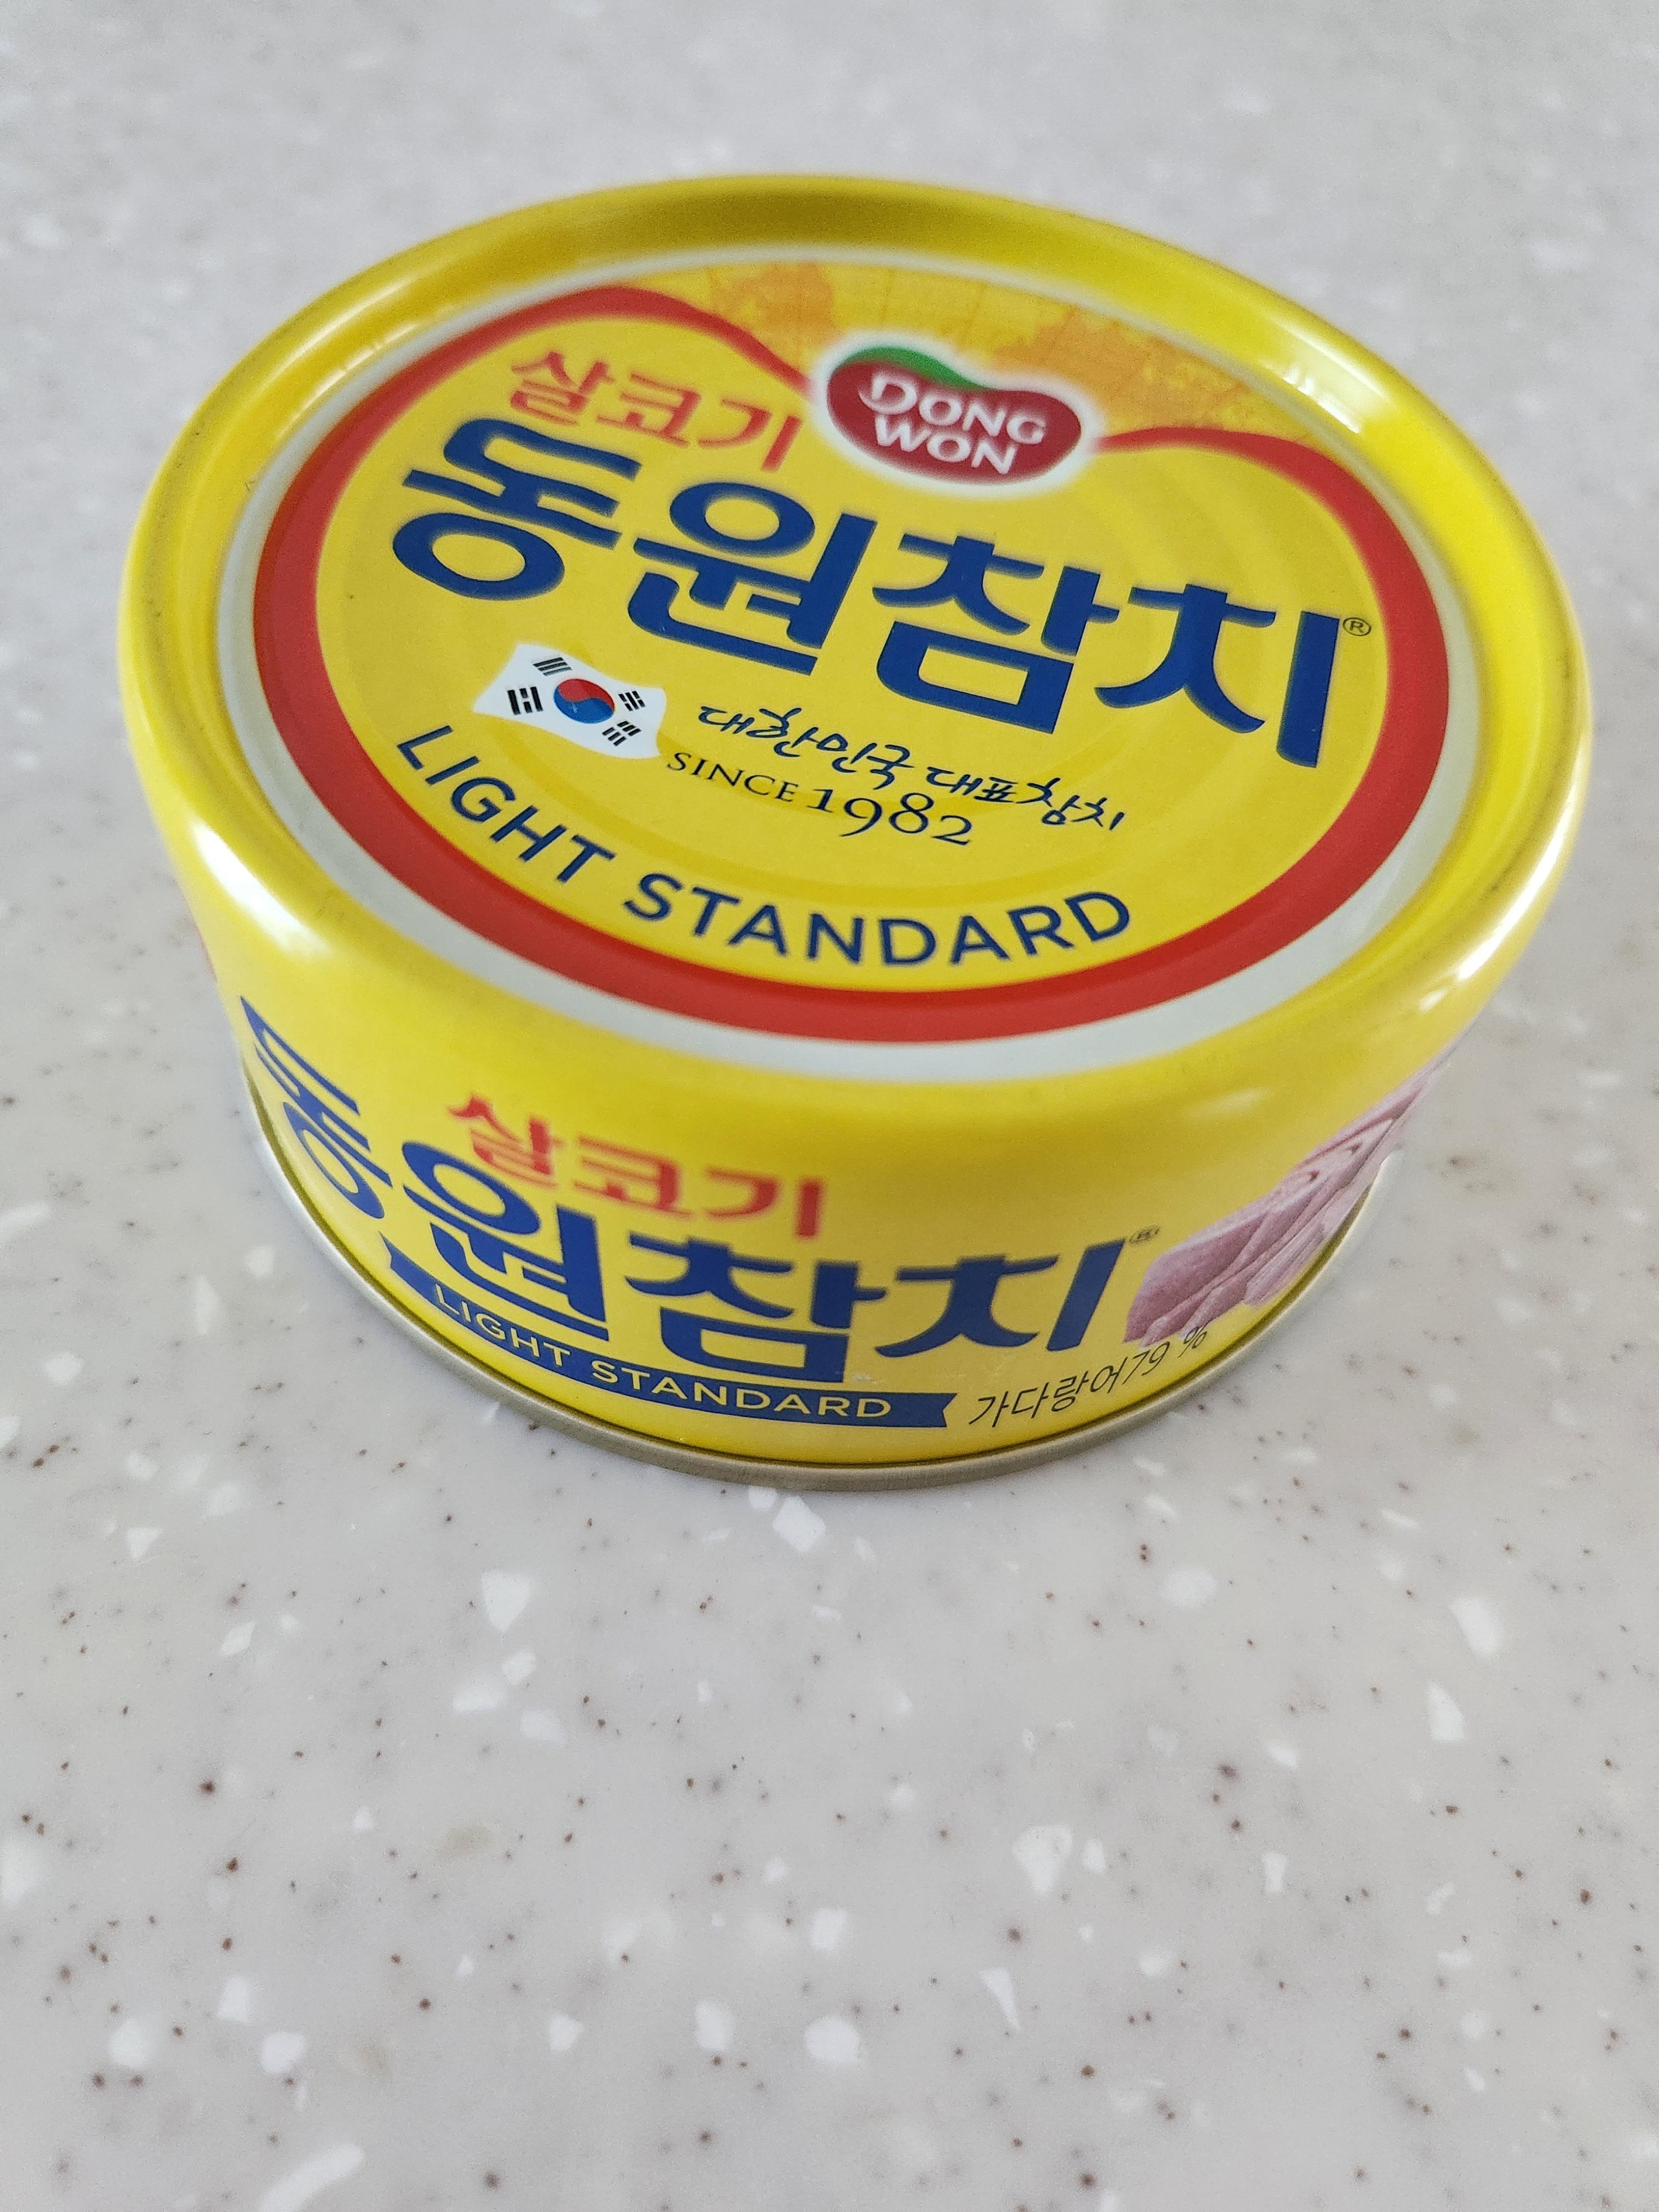 DONG
WON
살코기
동원참치®
대한민국 대표참치
SINCE 1982
LIGHT STANDARD
살코기
동원참치®
LIGHT STANDARD
가다랑어79 %